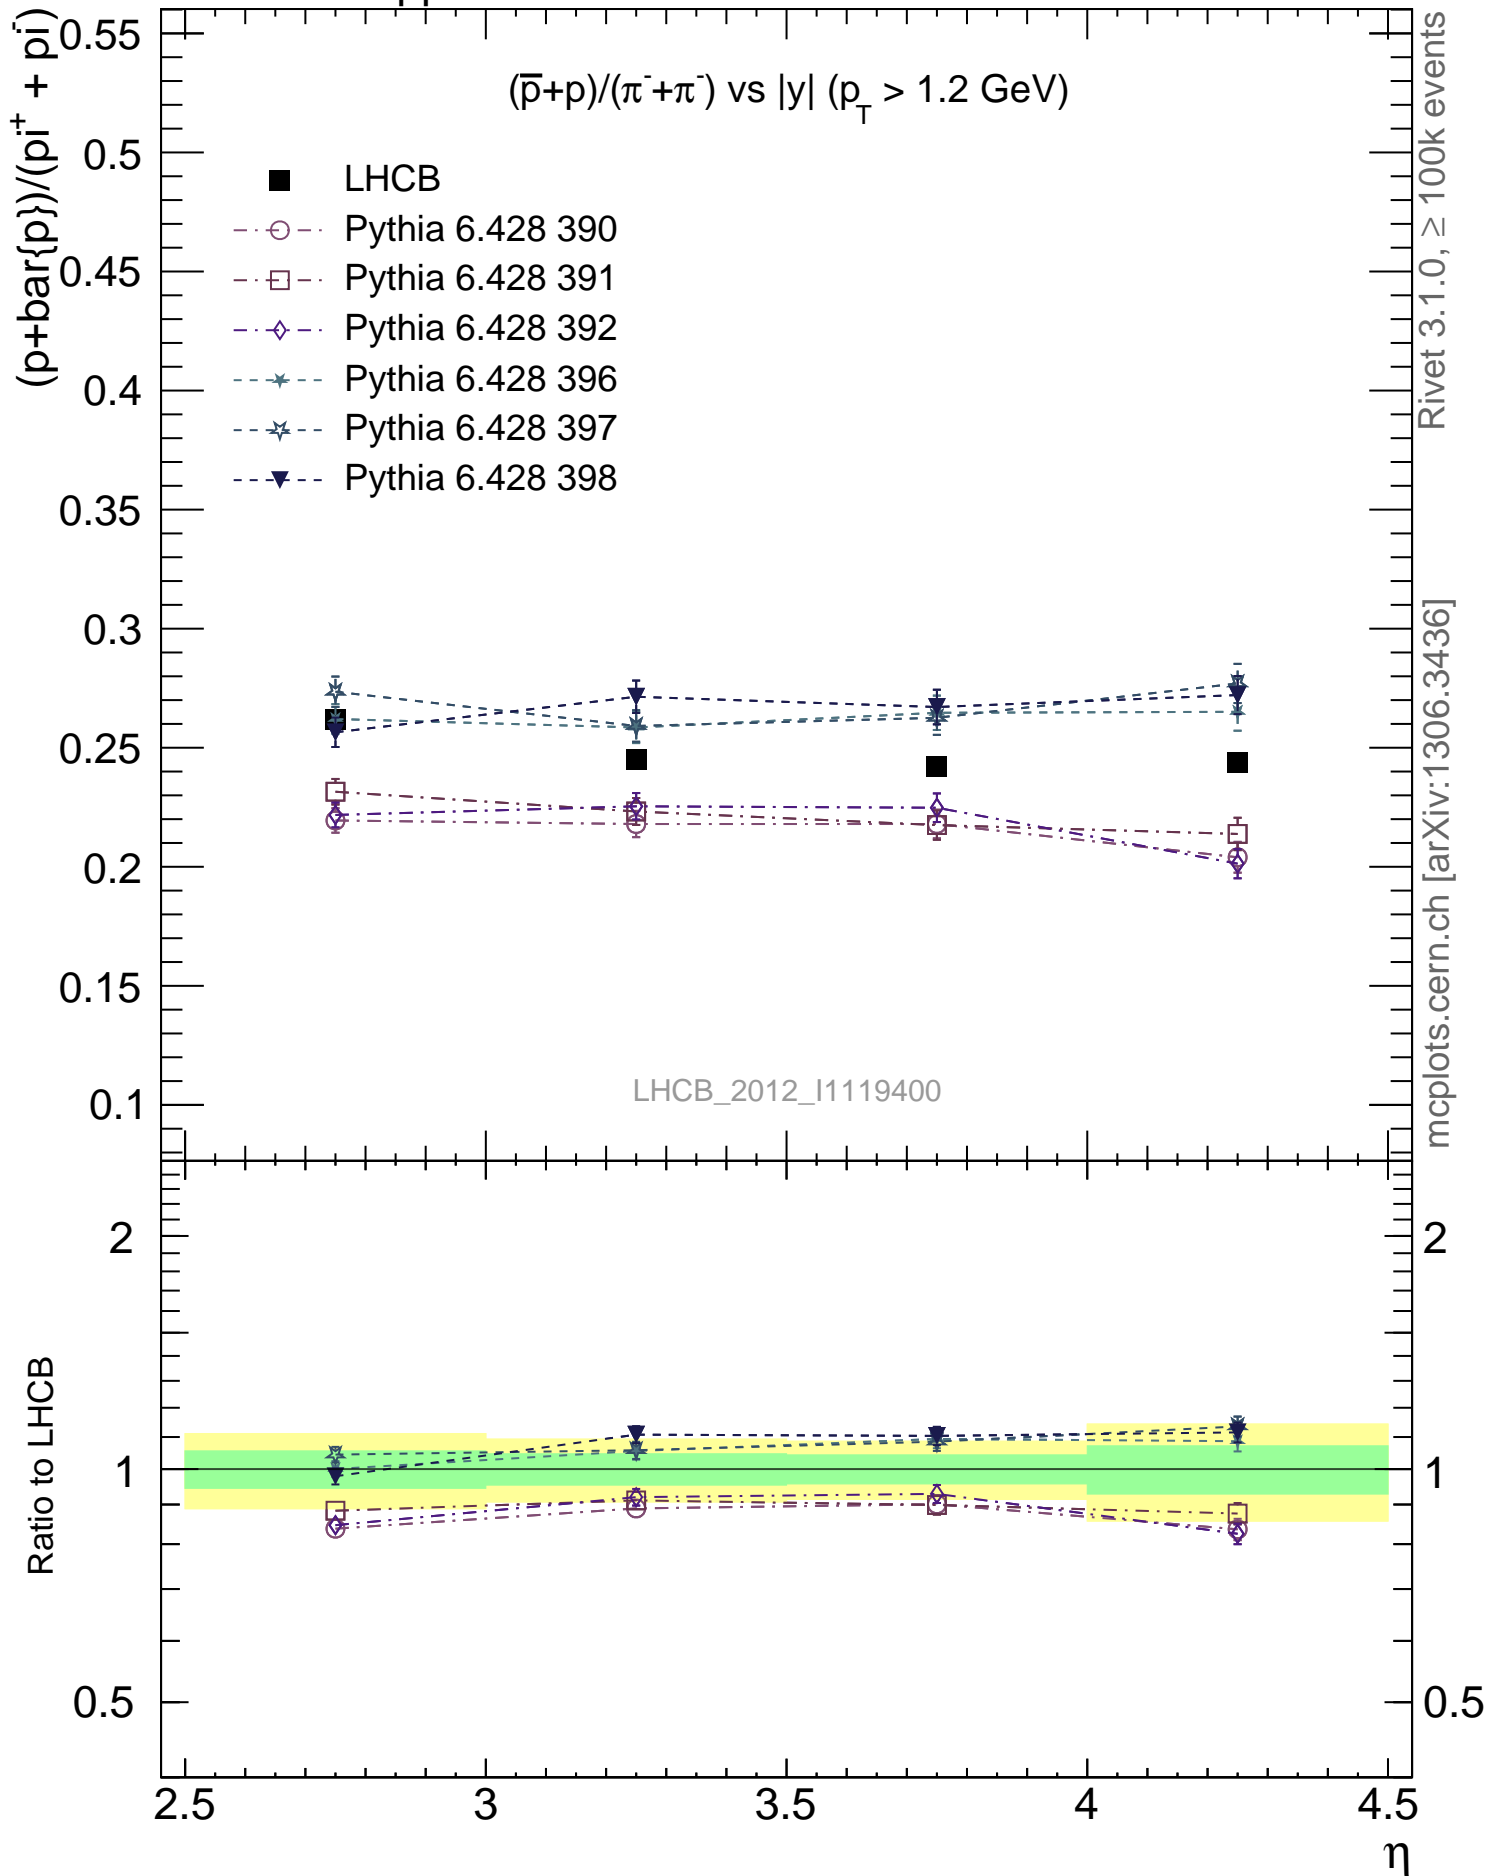 (p̅+p)/(π⁻+π⁻) vs |y| (p_T > 1.2 GeV)
(p+bar{p})/(pi⁺ + pi⁻)
0.55
0.5
0.45
0.4
0.35
0.3
0.25
0.2
0.15
0.1
LHCB
Pythia 6.428 390
Pythia 6.428 391
Pythia 6.428 392
Pythia 6.428 396
Pythia 6.428 397
Pythia 6.428 398
LHCB_2012_I1119400
Rivet 3.1.0, ≥ 100k events
mcplots.cern.ch [arXiv:1306.3436]
Ratio to LHCB
2
1
0.5
2
1
0.5
2.5 3 3.5 4 4.5
η